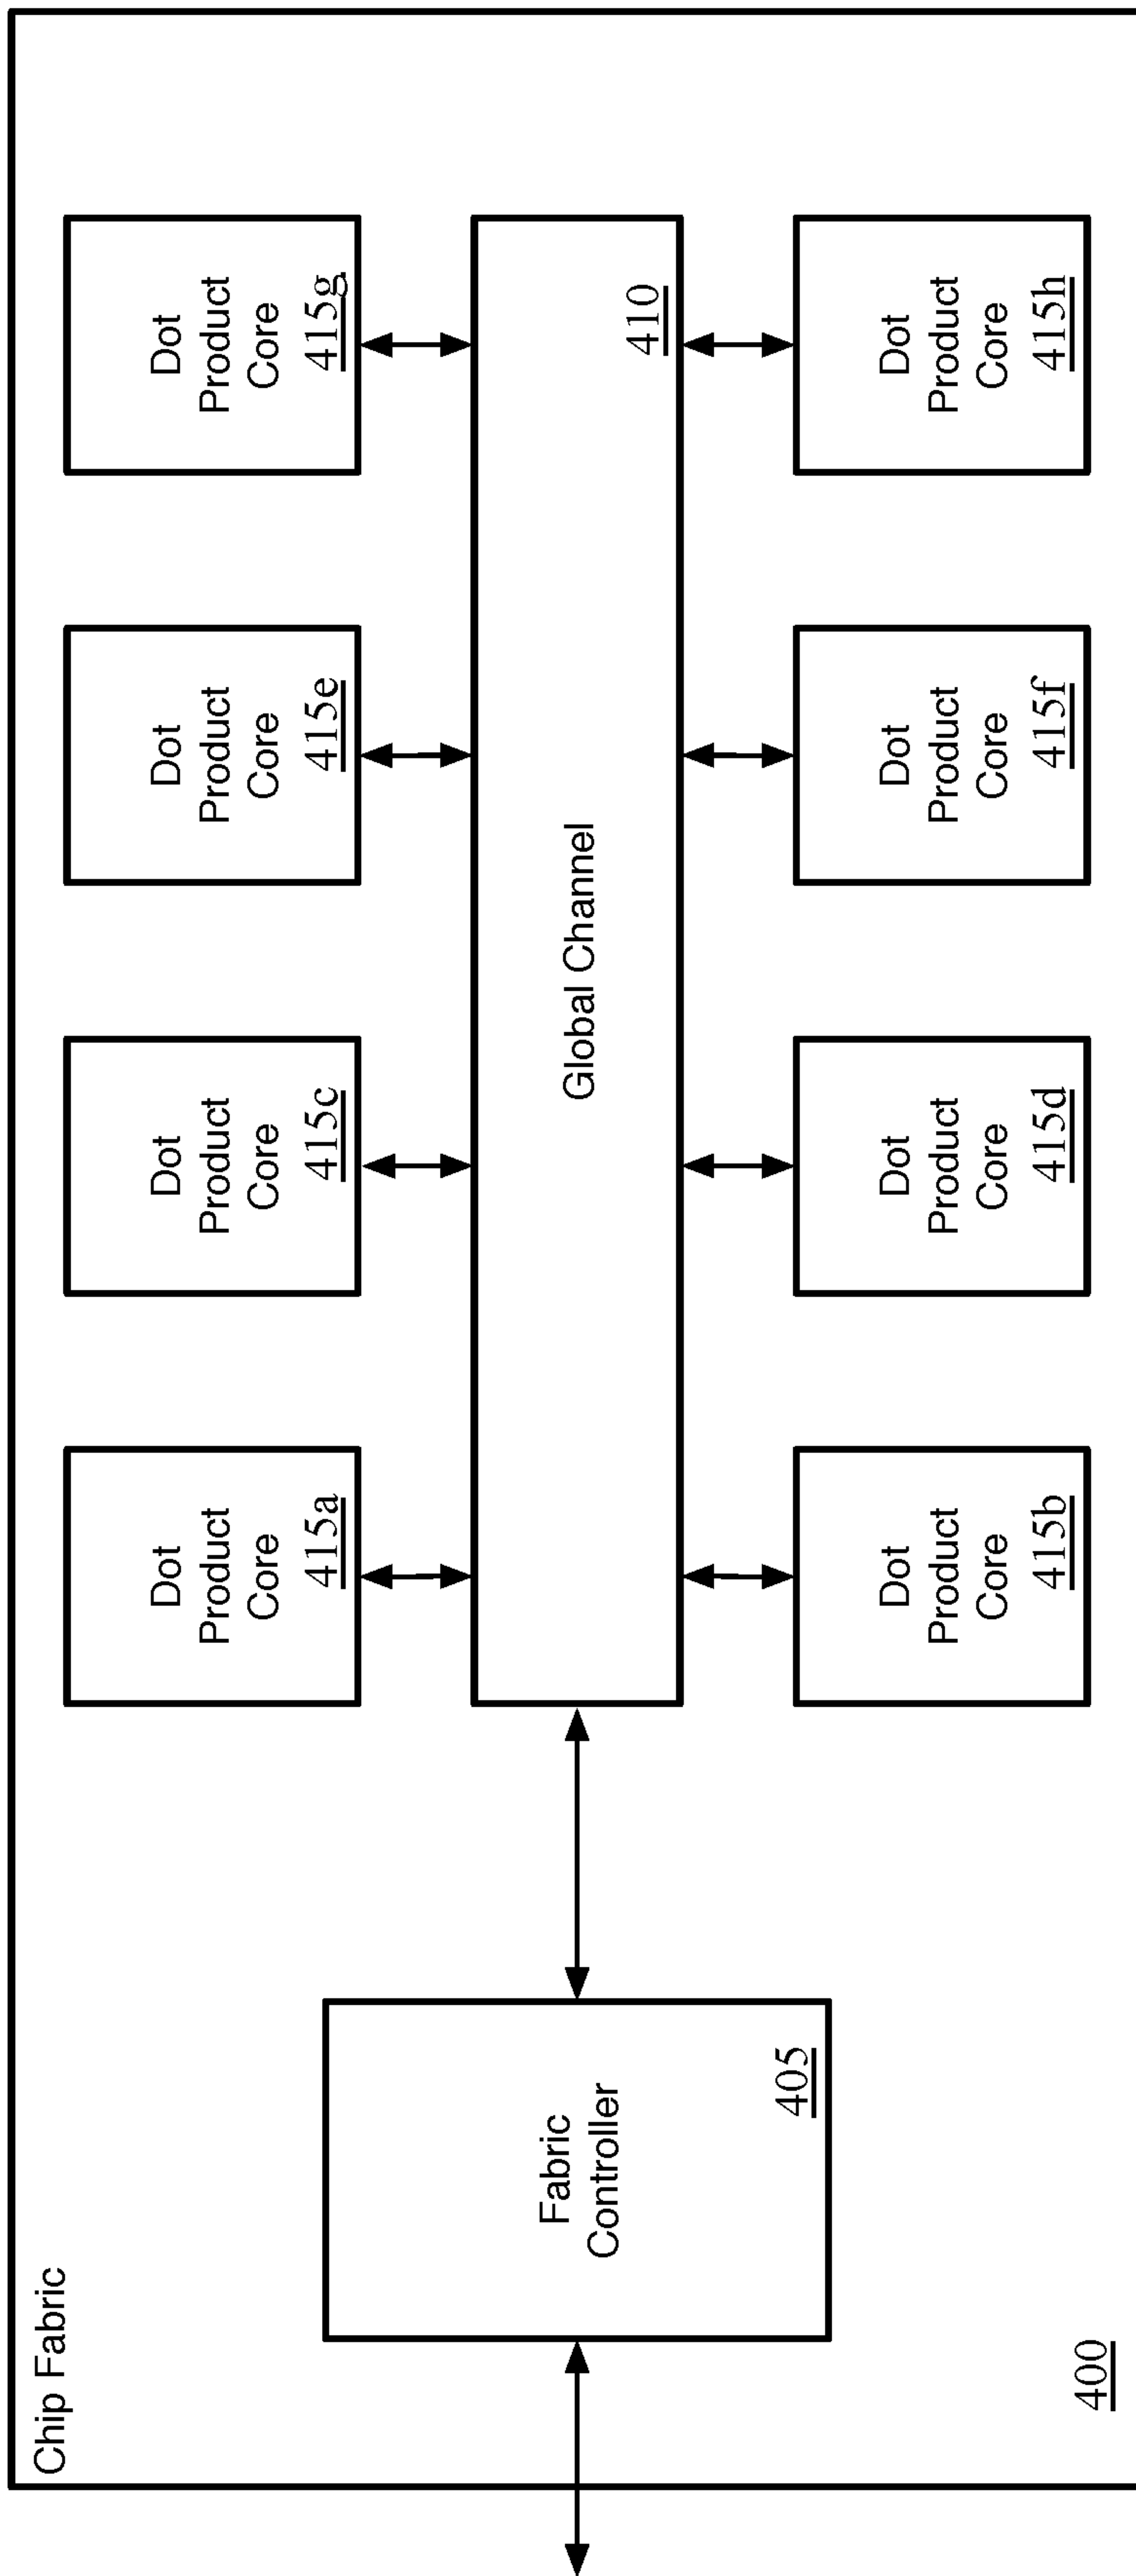 Chip Fabric
Dot
Product
Core
415a
Dot
Product
Core
415c
Dot
Product
Core
415e
Dot
Product
Core
415g
Fabric
Controller
405
Global Channel
410
Dot
Product
Core
415b
Dot
Product
Core
415d
Dot
Product
Core
415f
Dot
Product
Core
415h
400